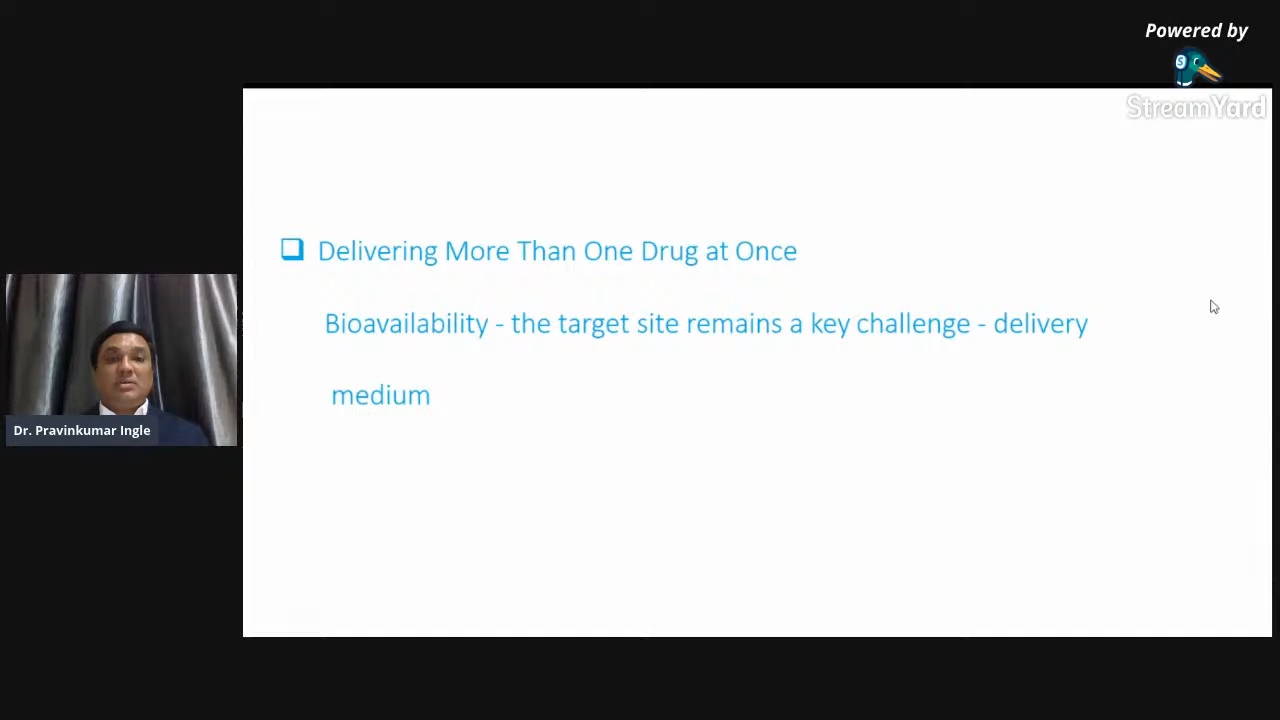 Powered by
StreamYard
Delivering More Than One Drug at Once
Bioavailability - the target site remains a key challenge - delivery
medium
Dr. Pravinkumar Ingle